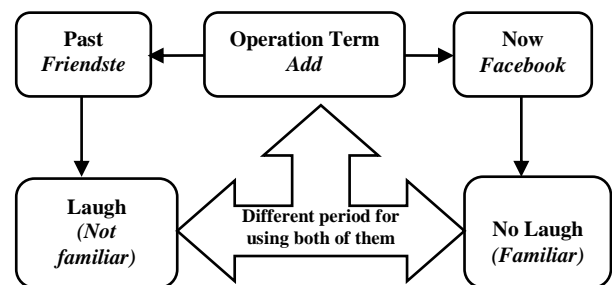 Past
Friendste
Operation Term
Add
Now
Facebook
Laugh
(Not
familiar)
Different period for
using both of them
No Laugh
(Familiar)